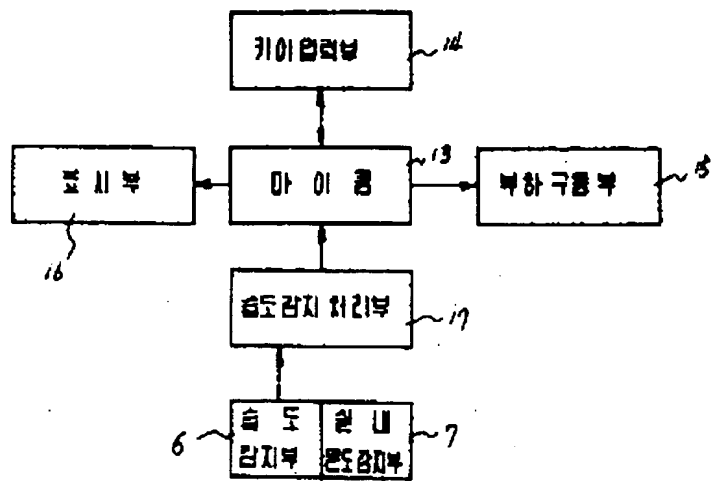 키이입력부
14
표시부
16
마이콤
13
부하구동부
15
습도감지처리부
17
6
습도
감지부
실내
온도감지부
7